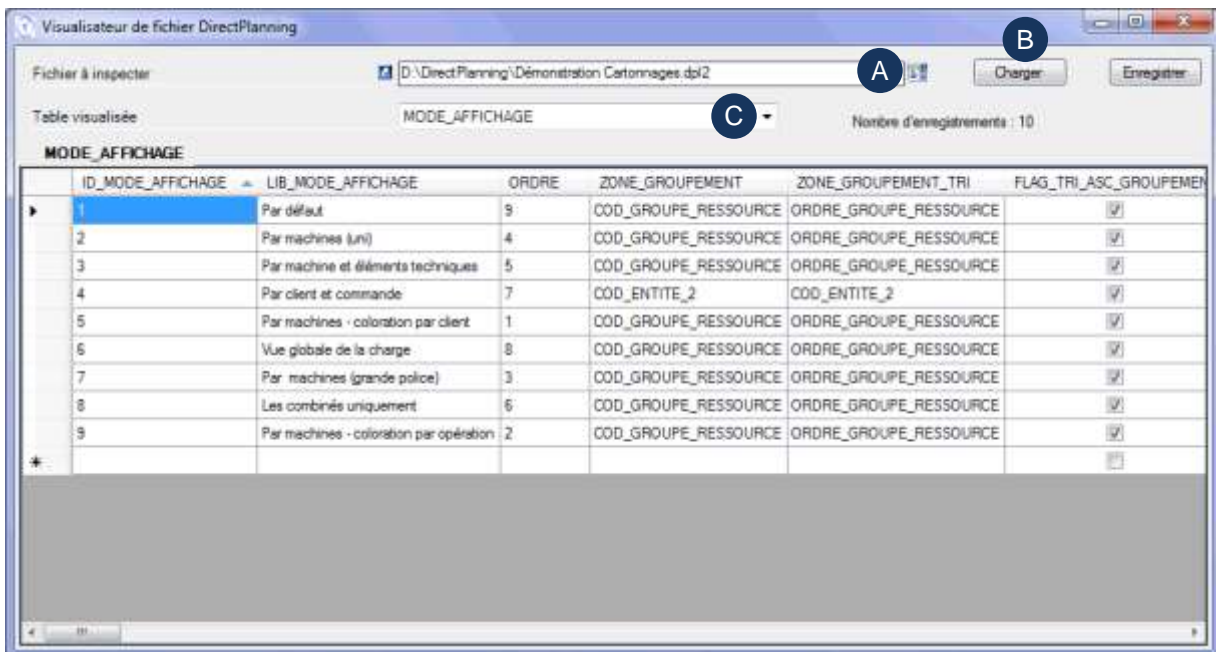 Visualisateur de fichier DirectPlanning
B
Fichier à inspecter D:\DirectPlanning\Démonstration Cartonnages.dpl2 A Charger Enregistrer
Table visualisée MODE_AFFICHAGE C Nombre d'enregistrements : 10
MODE_AFFICHAGE
ID_MODE_AFFICHAGE LIB_MODE_AFFICHAGE ORDRE ZONE_GROUPEMENT ZONE_GROUPEMENT_TRI FLAG_TRI_ASC_GROUPEMEN
1 Par défaut 9 COD_GROUPE_RESSOURCE ORDRE_GROUPE_RESSOURCE
2 Par machines (uni) 4 COD_GROUPE_RESSOURCE ORDRE_GROUPE_RESSOURCE
3 Par machine et éléments techniques 5 COD_GROUPE_RESSOURCE ORDRE_GROUPE_RESSOURCE
4 Par client et commande 7 COD_ENTITE_2 COD_ENTITE_2
5 Par machines - coloration par client 1 COD_GROUPE_RESSOURCE ORDRE_GROUPE_RESSOURCE
6 Vue globale de la charge 8 COD_GROUPE_RESSOURCE ORDRE_GROUPE_RESSOURCE
7 Par machines (grande police) 3 COD_GROUPE_RESSOURCE ORDRE_GROUPE_RESSOURCE
8 Les combinés uniquement 6 COD_GROUPE_RESSOURCE ORDRE_GROUPE_RESSOURCE
9 Par machines - coloration par opération 2 COD_GROUPE_RESSOURCE ORDRE_GROUPE_RESSOURCE